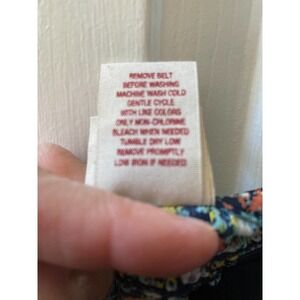 REMOVE BELT
BEFORE WASHING
MACHINE WASH COLD
GENTLE CYCLE
WITH LIKE COLORS
ONLY NON-CHLORINE
BLEACH WHEN NEEDED
TUMBLE DRY LOW
REMOVE PROMPTLY
LOW IRON IF NEEDED